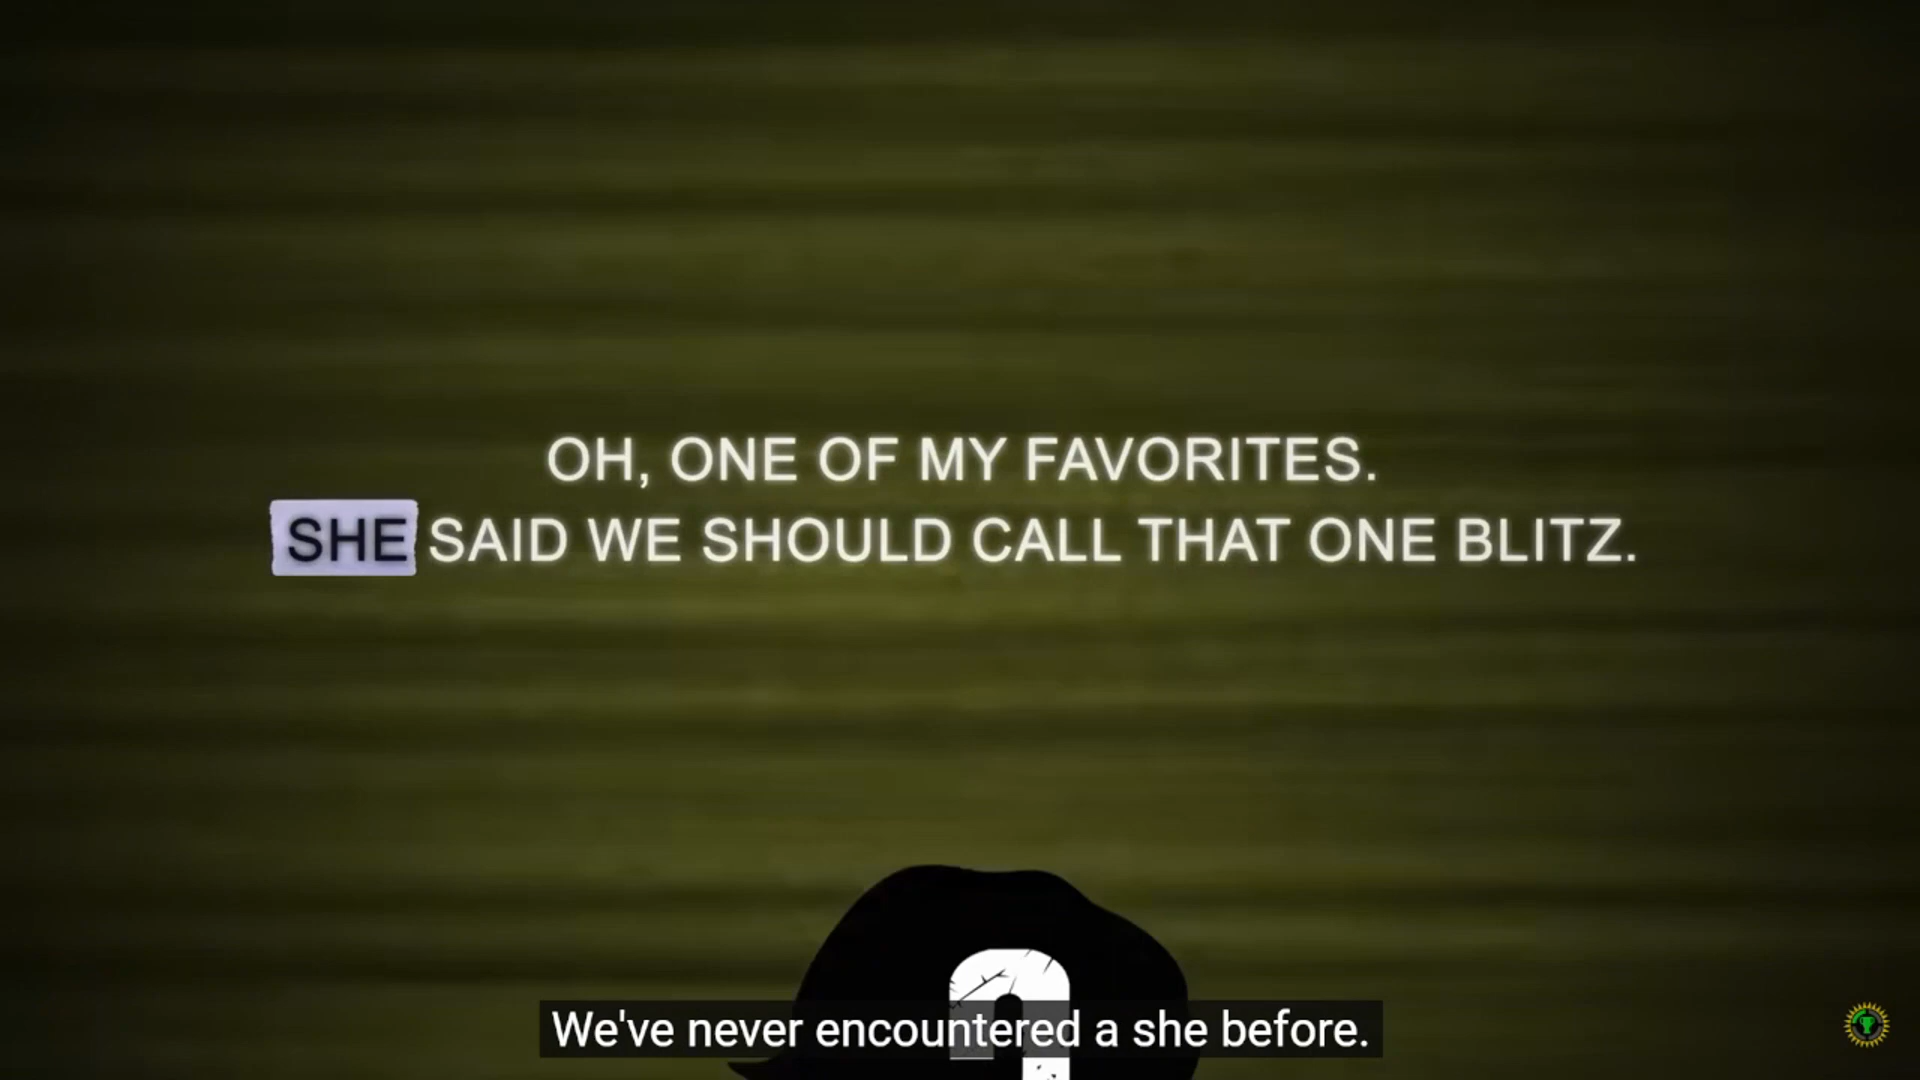 OH, ONE OF MY FAVORITES.
SHE SAID WE SHOULD CALL THAT ONE BLITZ.
We've never encountered a she before.